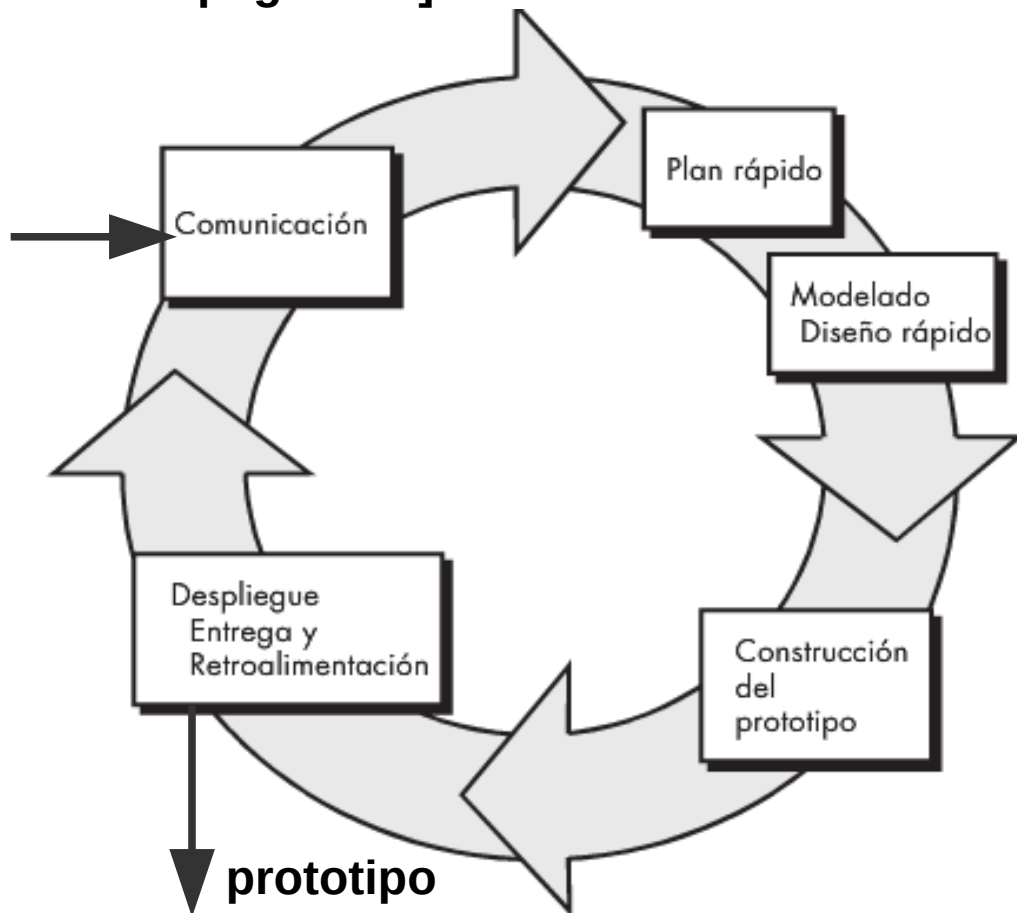 Comunicación
Plan rápido
Modelado
Diseño rápido
Construcción
del
prototipo
Despliegue
Entrega y
Retroalimentación
prototipo